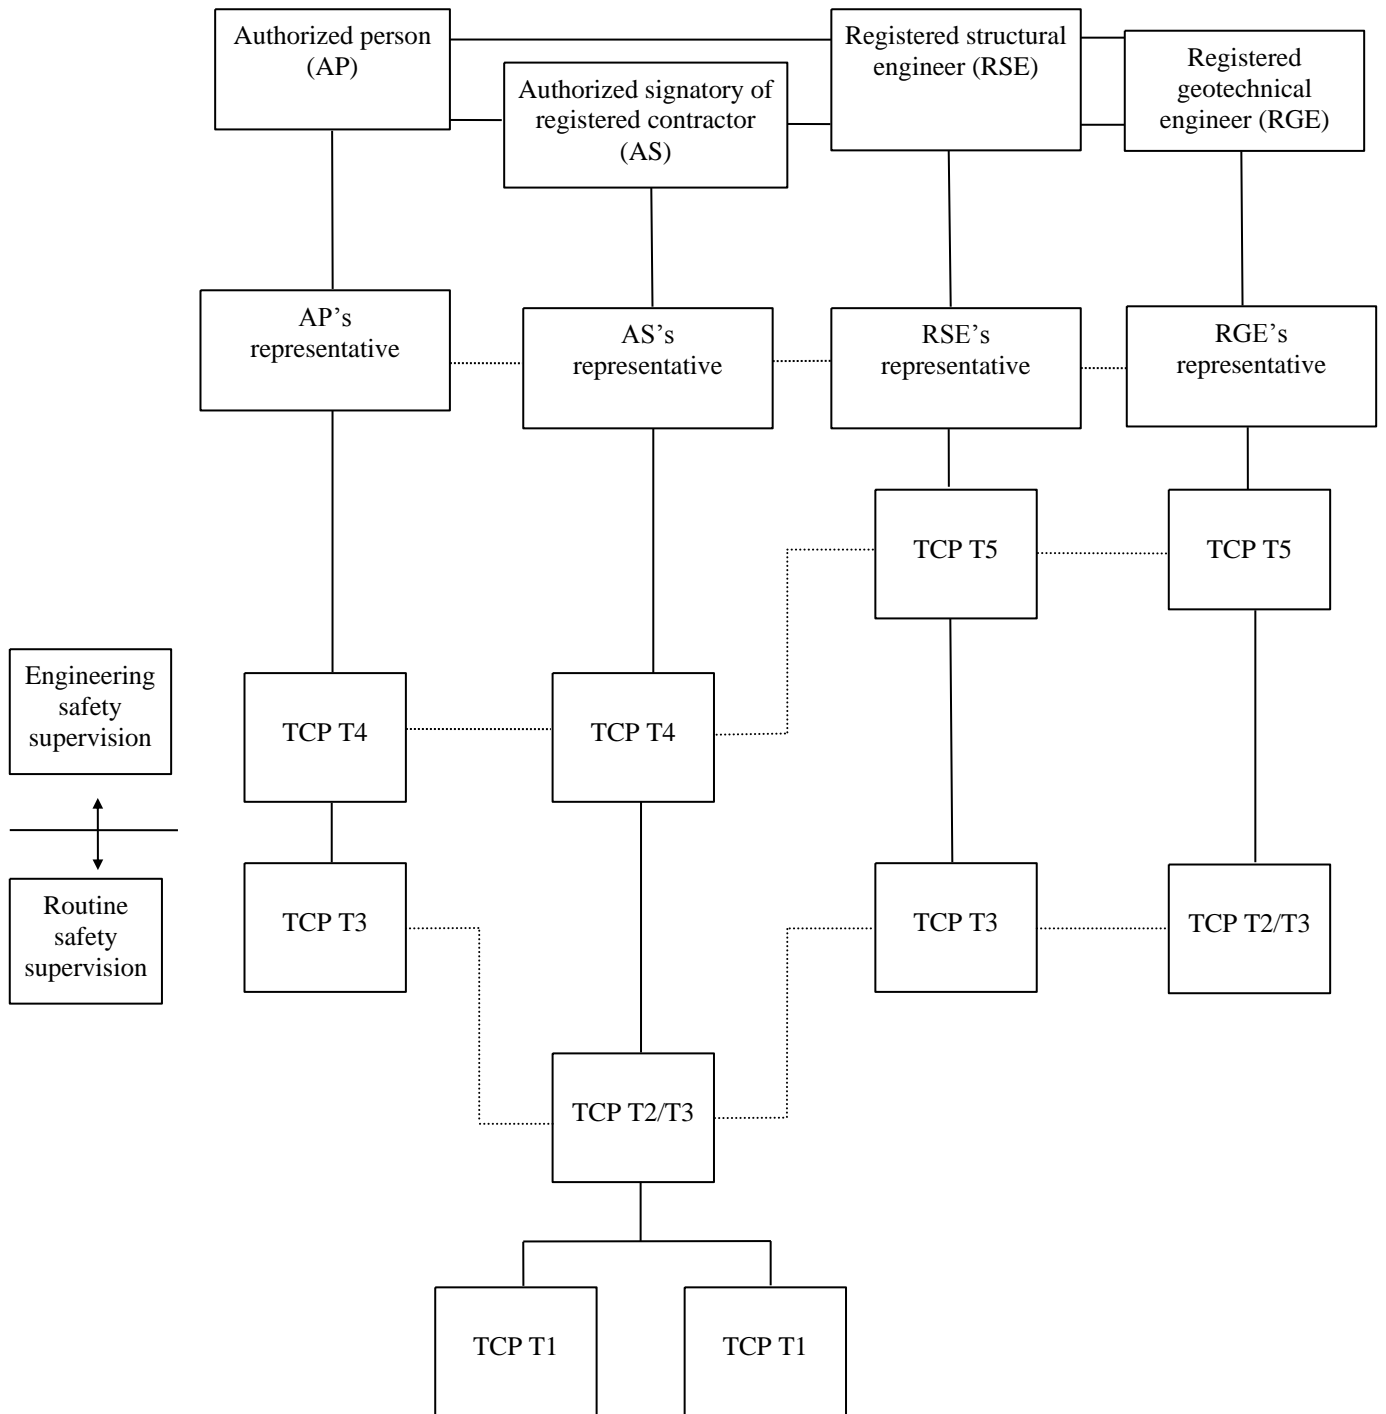 Authorized person
(AP)
Authorized signatory of
registered contractor
(AS)
Registered structural
engineer (RSE)
Registered
geotechnical
engineer (RGE)
AP’s
representative
AS’s
representative
RSE’s
representative
RGE’s
representative
TCP T5
TCP T5
Engineering
safety
supervision
TCP T4
TCP T4
Routine
safety
supervision
TCP T3
TCP T3
TCP T2/T3
TCP T2/T3
TCP T1
TCP T1